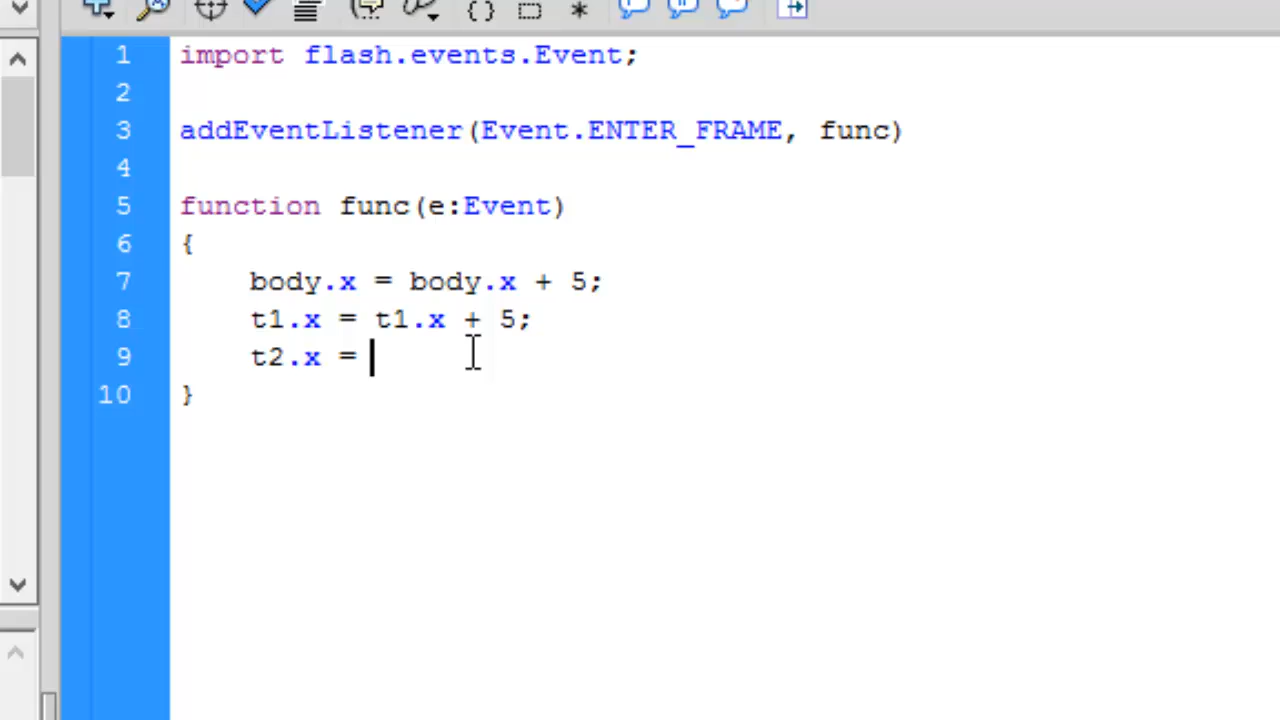 1 import flash.events.Event;
2
3 addEventListener(Event.ENTER_FRAME, func)
4
5 function func(e:Event)
6 {
7 body.x = body.x + 5;
8 t1.x = t1.x + 5;
9 t2.x =
10 }